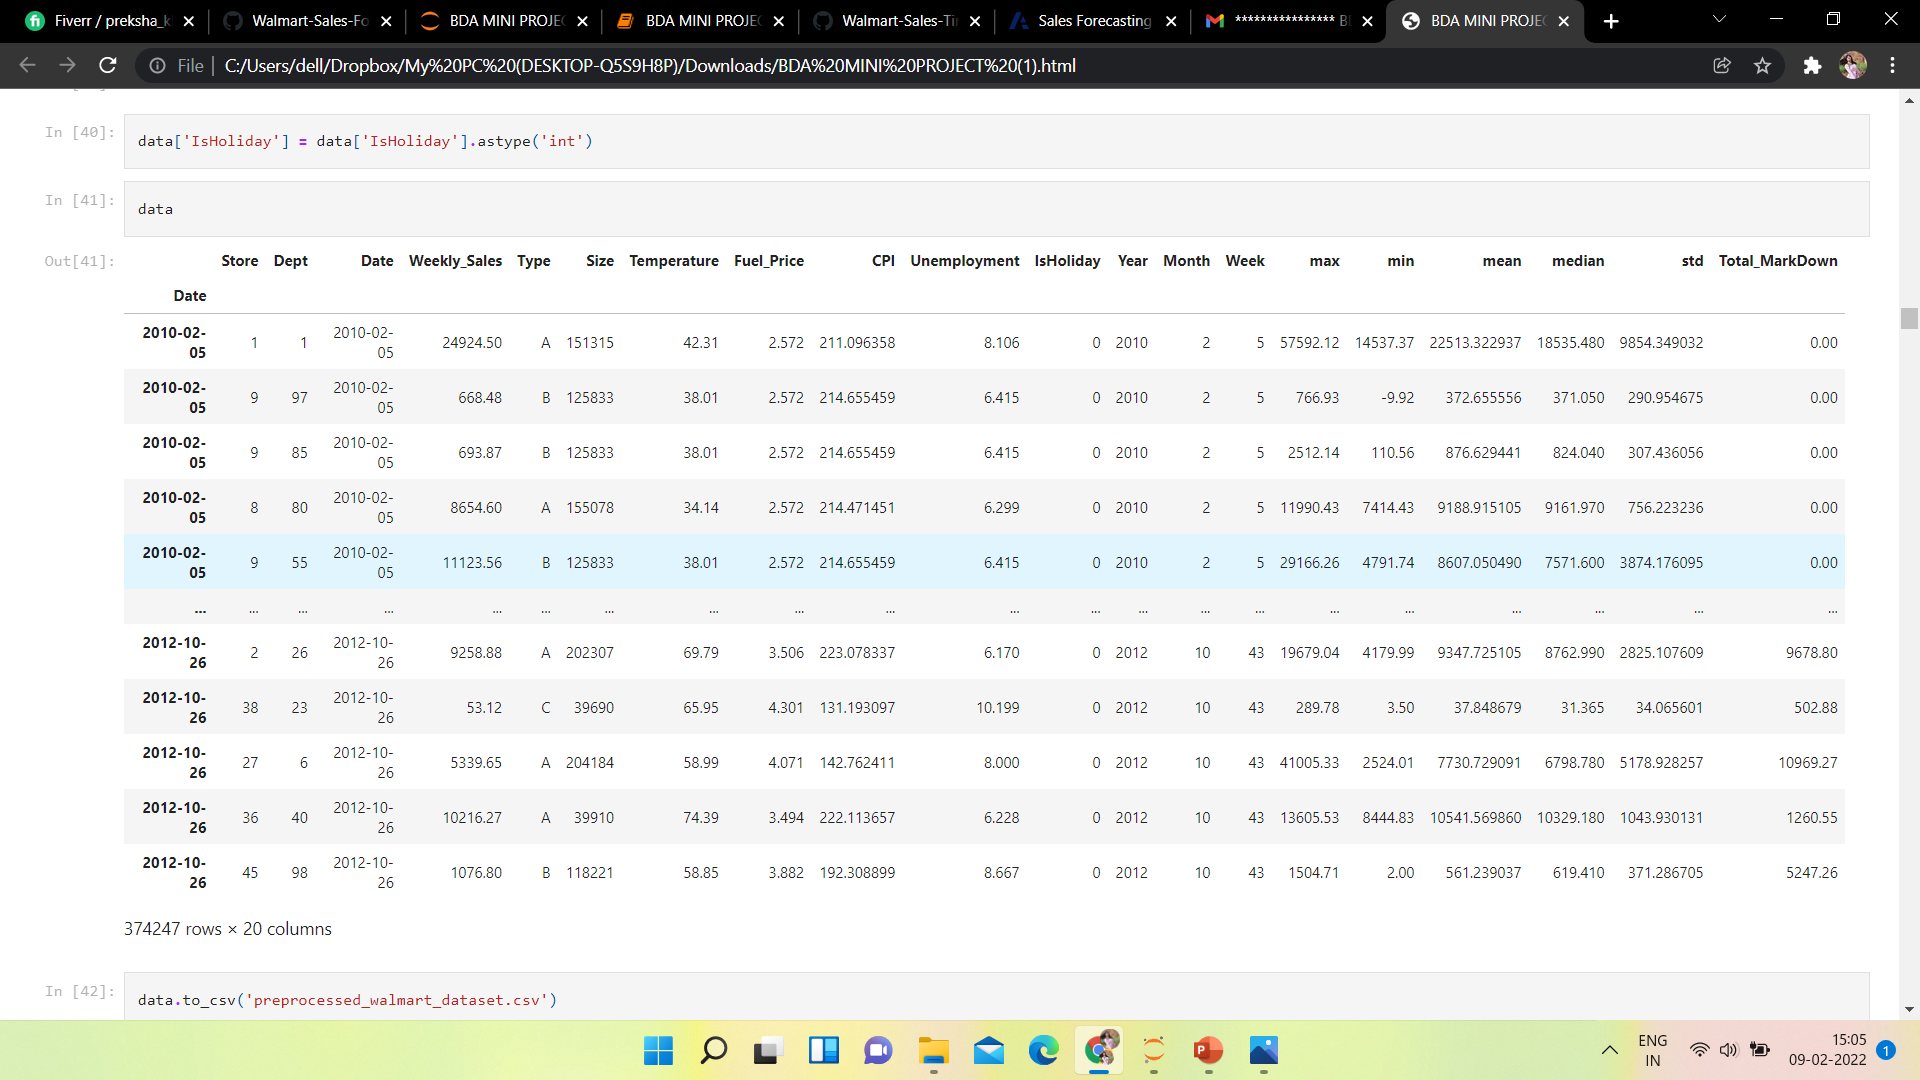 Fiverr / preksha_k
Walmart-Sales-Fo
BDA MINI PROJEC
BDA MINI PROJEC
Walmart-Sales-Tir
Sales Forecasting
**************** BI
BDA MINI PROJEC
File | C:/Users/dell/Dropbox/My%20PC%20(DESKTOP-Q5S9H8P)/Downloads/BDA%20MINI%20PROJECT%20(1).html
In [40]: data['IsHoliday'] = data['IsHoliday'].astype('int')
In [41]: data
Out[41]: Store Dept Date Weekly_Sales Type Size Temperature Fuel_Price CPI Unemployment IsHoliday Year Month Week max min mean median std Total_MarkDown
Date
2010-02-05 1 1 2010-02-05 24924.50 A 151315 42.31 2.572 211.096358 8.106 0 2010 2 5 57592.12 14537.37 22513.322937 18535.480 9854.349032 0.00
2010-02-05 9 97 2010-02-05 668.48 B 125833 38.01 2.572 214.655459 6.415 0 2010 2 5 766.93 -9.92 372.655556 371.050 290.954675 0.00
2010-02-05 9 85 2010-02-05 693.87 B 125833 38.01 2.572 214.655459 6.415 0 2010 2 5 2512.14 110.56 876.629441 824.040 307.436056 0.00
2010-02-05 8 80 2010-02-05 8654.60 A 155078 34.14 2.572 214.471451 6.299 0 2010 2 5 11990.43 7414.43 9188.915105 9161.970 756.223236 0.00
2010-02-05 9 55 2010-02-05 11123.56 B 125833 38.01 2.572 214.655459 6.415 0 2010 2 5 29166.26 4791.74 8607.050490 7571.600 3874.176095 0.00
... ... ... ... ... ... ... ... ... ... ... ... ... ... ... ... ... ... ... ... ...
2012-10-26 2 26 2012-10-26 9258.88 A 202307 69.79 3.506 223.078337 6.170 0 2012 10 43 19679.04 4179.99 9347.725105 8762.990 2825.107609 9678.80
2012-10-26 38 23 2012-10-26 53.12 C 39690 65.95 4.301 131.193097 10.199 0 2012 10 43 289.78 3.50 37.848679 31.365 34.065601 502.88
2012-10-26 27 6 2012-10-26 5339.65 A 204184 58.99 4.071 142.762411 8.000 0 2012 10 43 41005.33 2524.01 7730.729091 6798.780 5178.928257 10969.27
2012-10-26 36 40 2012-10-26 10216.27 A 39910 74.39 3.494 222.113657 6.228 0 2012 10 43 13605.53 8444.83 10541.569860 10329.180 1043.930131 1260.55
2012-10-26 45 98 2012-10-26 1076.80 B 118221 58.85 3.882 192.308899 8.667 0 2012 10 43 1504.71 2.00 561.239037 619.410 371.286705 5247.26
374247 rows × 20 columns
In [42]: data.to_csv('preprocessed_walmart_dataset.csv')
ENG
IN
15:05
09-02-2022
1